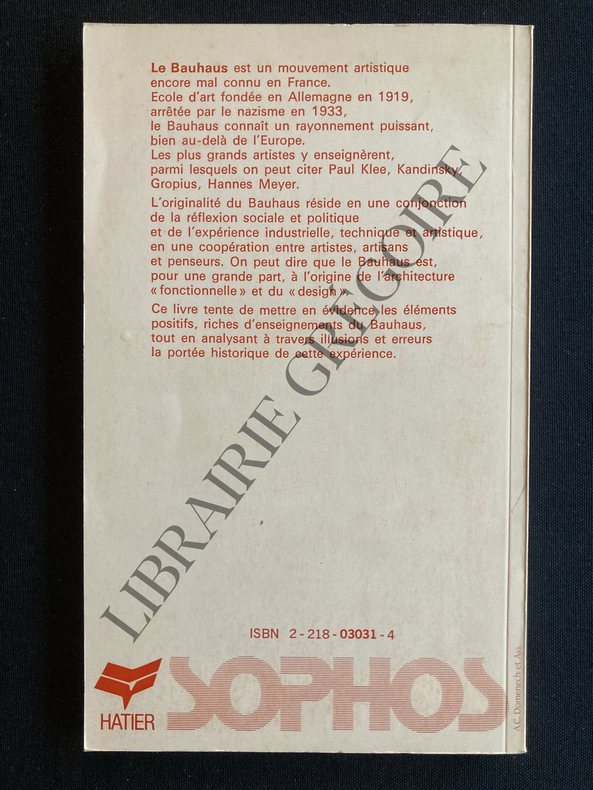 Le Bauhaus est un mouvement artistique
encore mal connu en France.
Ecole d'art fondée en Allemagne en 1919,
arrêtée par le nazisme en 1933,
le Bauhaus connaît un rayonnement puissant,
bien au-delà de l'Europe.
Les plus grands artistes y enseignèrent,
parmi lesquels on peut citer Paul Klee, Kandinsky,
Gropius, Hannes Meyer.
L'originalité du Bauhaus réside en une conjonction
de la réflexion sociale et politique
et de l'expérience industrielle, technique et artistique,
en une coopération entre artistes, artisans
et penseurs. On peut dire que le Bauhaus est,
pour une grande part, à l'origine de l'architecture
«fonctionnelle» et du «design».
Ce livre tente de mettre en évidence les éléments
positifs, riches d'enseignements du Bauhaus,
tout en analysant à travers illusions et erreurs
la portée historique de cette expérience.
LIBRAIRIE GRÉGOIRE
ISBN 2-218-03031-4
HATIER
SOPHOS
A.C. Domenech et Au.